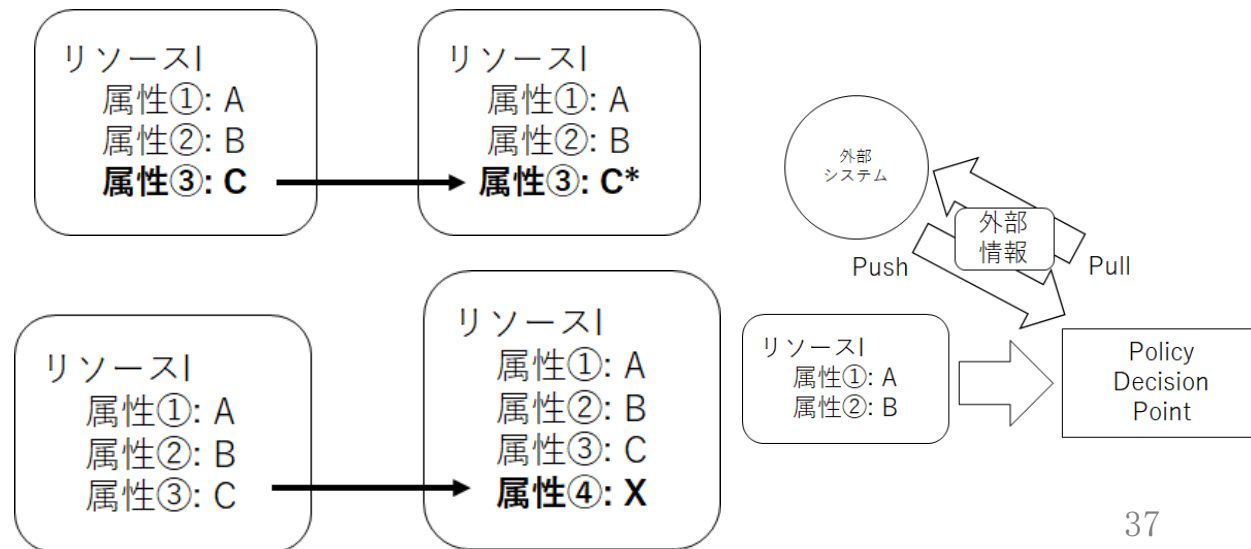 リソースI
属性①: A
属性②: B
属性③: C
リソースI
属性①: A
属性②: B
属性③: C*
リソースI
属性①: A
属性②: B
属性③: C
リソースI
属性①: A
属性②: B
属性③: C
属性④: X
外部
システム
外部
情報
Push
Pull
リソースI
属性①: A
属性②: B
Policy
Decision
Point
37